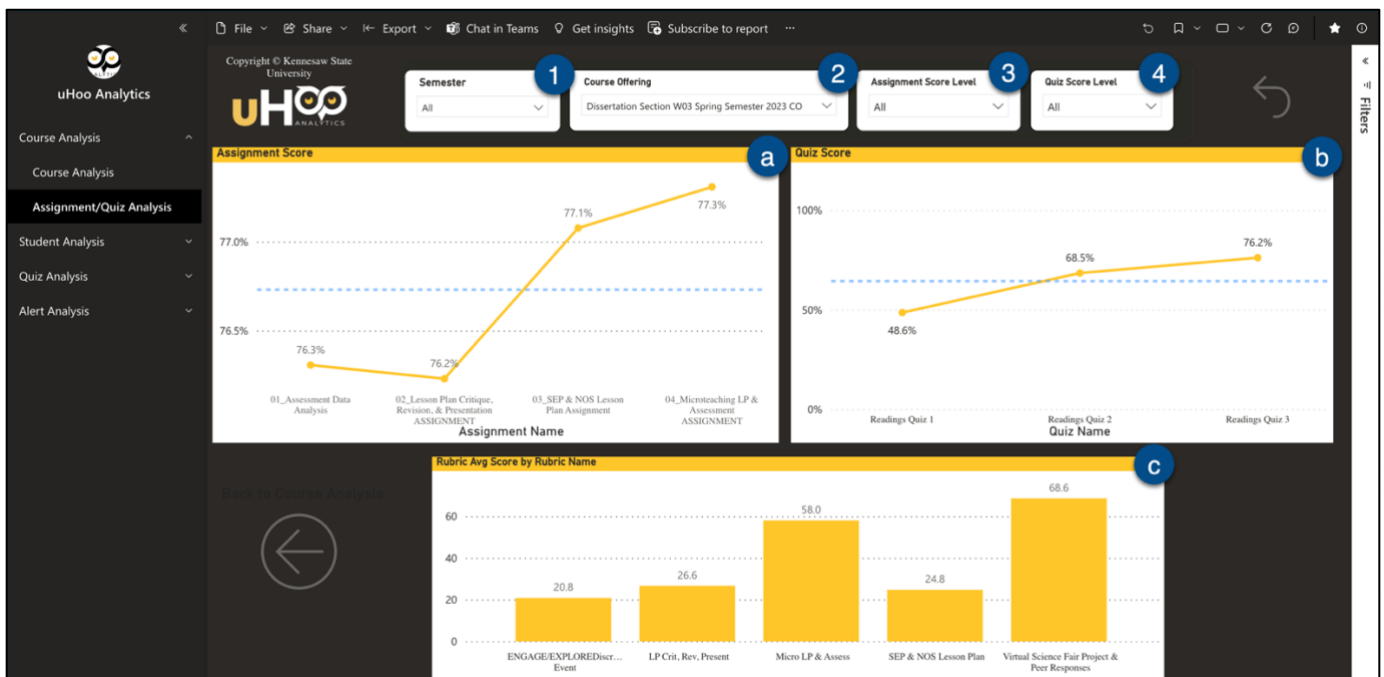 File
Share
Export
Chat in Teams
Get insights
Subscribe to report
uHoo Analytics
Course Analysis
Course Analysis
Assignment/Quiz Analysis
Student Analysis
Quiz Analysis
Alert Analysis
Copyright © Kennesaw State
University
uHOO
ANALYTICS
Semester
All
1
Course Offering
Dissertation Section W03 Spring Semester 2023 CO
2
Assignment Score Level
All
3
Quiz Score Level
All
4
Filters
Assignment Score
a
77.0%
76.5%
76.3%
76.2%
77.1%
77.3%
01_Assessment Data
Analysis
02_Lesson Plan Critique,
Revision, & Presentation
ASSIGNMENT
03_SEP & NOS Lesson
Plan Assignment
04_Microteaching LP &
Assessment
ASSIGNMENT
Assignment Name
Quiz Score
b
100%
50%
0%
48.6%
68.5%
76.2%
Readings Quiz 1
Readings Quiz 2
Readings Quiz 3
Quiz Name
Back to Course Analysis
Rubric Avg Score by Rubric Name
c
60
40
20
0
20.8
26.6
58.0
24.8
68.6
ENGAGE/EXPLOREDiscr...
Event
LP Crit, Rev, Present
Micro LP & Assess
SEP & NOS Lesson Plan
Virtual Science Fair Project &
Peer Responses